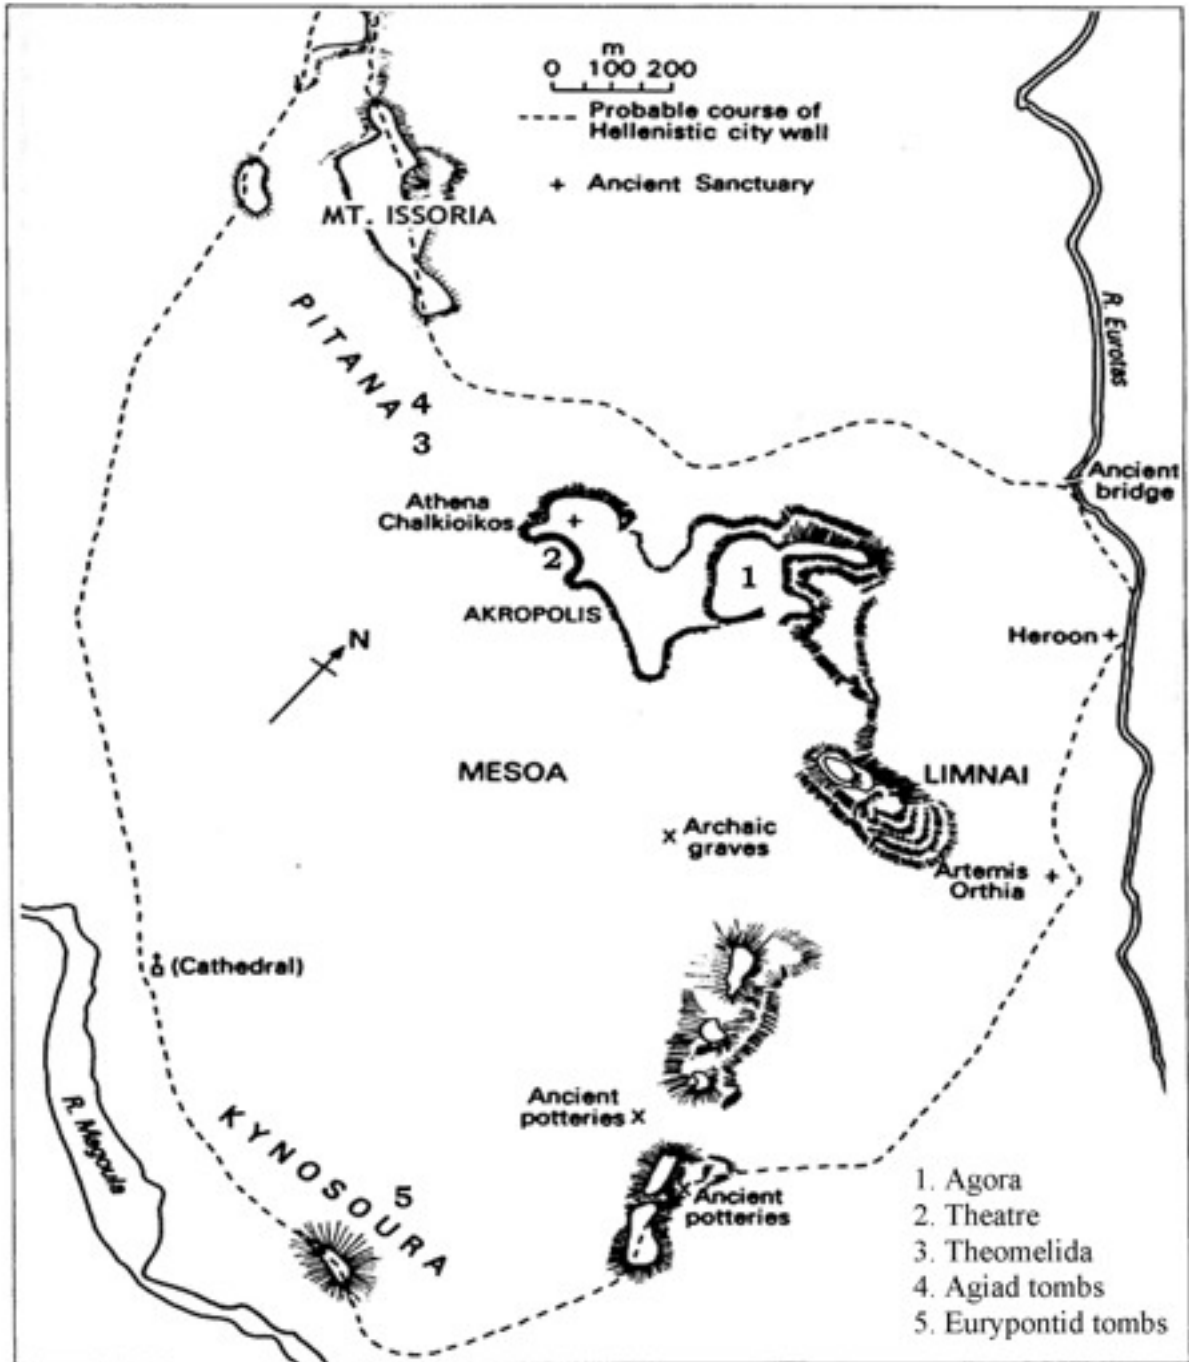 m
0 100 200
Probable course of
Hellenistic city wall
+ Ancient Sanctuary
MT. ISSORIA
PITANA
4
3
R. Eurotas
Ancient
bridge
Athena
Chalkioikos
+
2
1
AKROPOLIS
N
Heroon +
MESOA
LIMNAI
x Archaic
graves
Artemis
Orthia +
(Cathedral)
R. Magoula
Ancient
potteries x
KYNOSOURA
5
x Ancient
potteries
1. Agora
2. Theatre
3. Theomelida
4. Agiad tombs
5. Eurypontid tombs